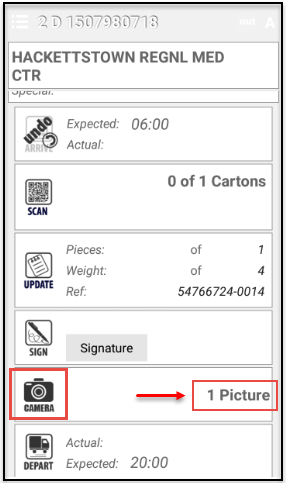 2 D 1507980718 EXIT A
HACKETTSTOWN REGNL MED
CTR
Special:
undo
ARRIVE
Expected: 06:00
Actual:
SCAN
0 of 1 Cartons
UPDATE
Pieces: of 1
Weight: of 4
Ref: 54766724-0014
SIGN
Signature
CAMERA
1 Picture
DEPART
Actual:
Expected: 20:00